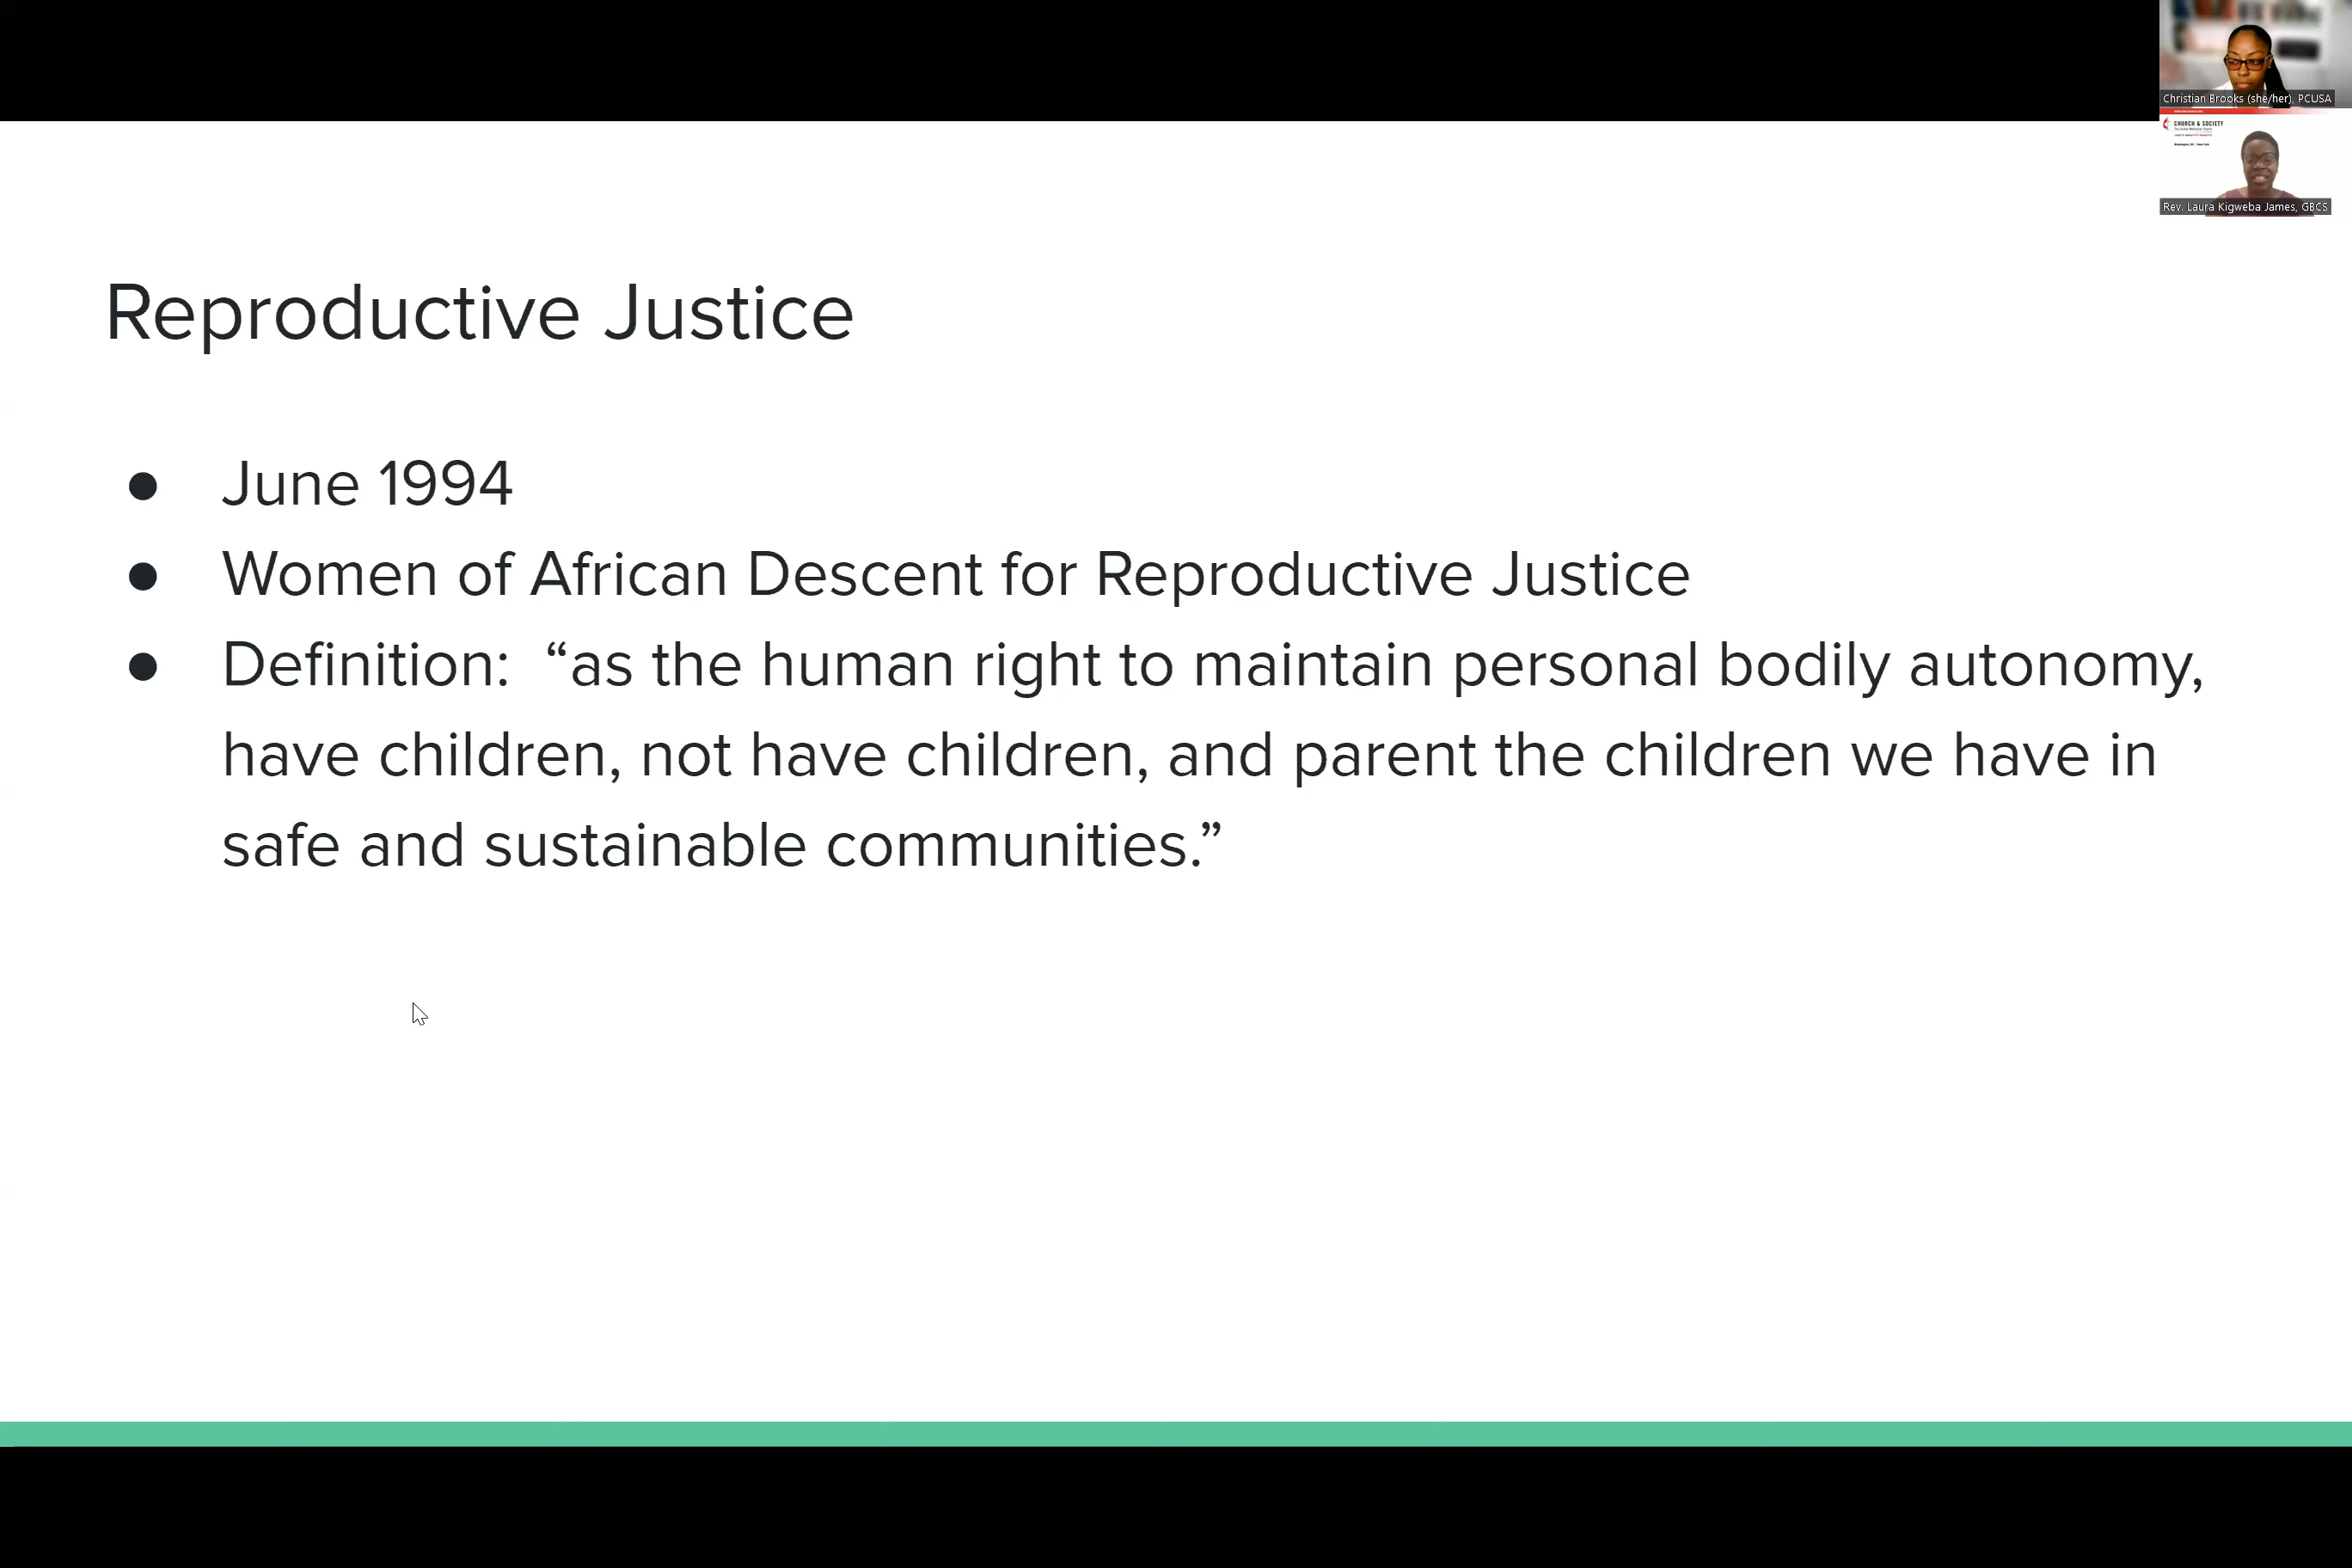 Christian Brooks (she/her), PCUSA
CHURCH & SOCIETY
Rev. Laura Kigweba James, GBCS
Reproductive Justice
● June 1994
● Women of African Descent for Reproductive Justice
● Definition:  “as the human right to maintain personal bodily autonomy,
have children, not have children, and parent the children we have in
safe and sustainable communities.”